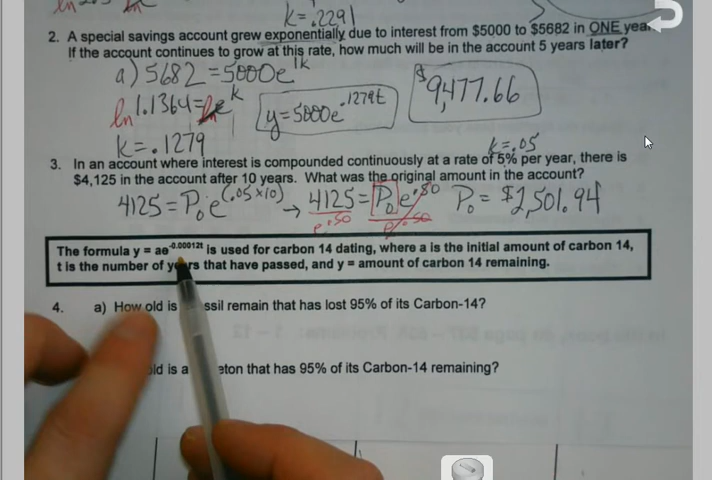 k=.2291
2. A special savings account grew exponentially due to interest from $5000 to $5682 in ONE year.
If the account continues to grow at this rate, how much will be in the account 5 years later?
a) 5682 = 5000e^1k
ln 1.1364 = ln e^k
y = 5000e^.1279t
$9,477.66
k = .1279
k = .05
3. In an account where interest is compounded continuously at a rate of 5% per year, there is
$4,125 in the account after 10 years. What was the original amount in the account?
4125 = P₀e^(.05×10) → 4125 = P₀e^.50 P₀ = $2,501.94
e^.50 e^.50
The formula y = ae^-0.00012t is used for carbon 14 dating, where a is the initial amount of carbon 14,
t is the number of years that have passed, and y = amount of carbon 14 remaining.
4. a) How old is ssil remain that has lost 95% of its Carbon-14?
old is a eton that has 95% of its Carbon-14 remaining?